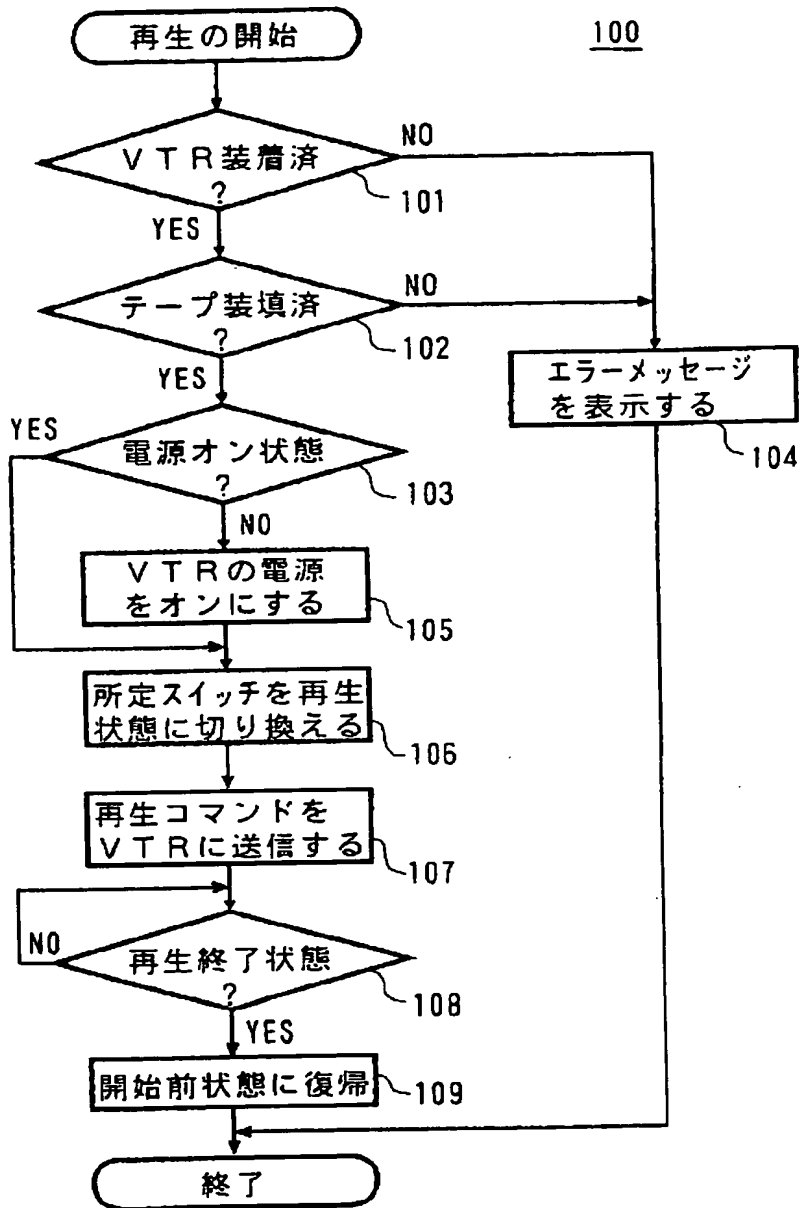 再生の開始
100
VTR装着済
?
NO
101
YES
テープ装填済
?
NO
102
YES
エラーメッセージ
を表示する
104
電源オン状態
?
YES
103
NO
VTRの電源
をオンにする
105
所定スイッチを再生
状態に切り換える
106
再生コマンドを
VTRに送信する
107
再生終了状態
?
NO
108
YES
開始前状態に復帰
109
終了